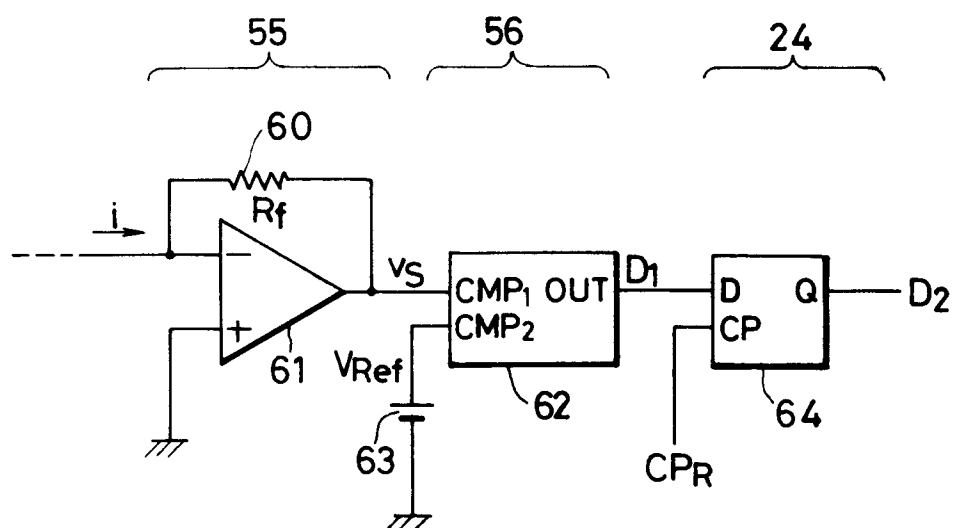 55 56 24
60
Rf
i
−
+
61
vS
VRef
63
CMP1 OUT
CMP2
62
D1
D Q
CP
64
D2
CPR